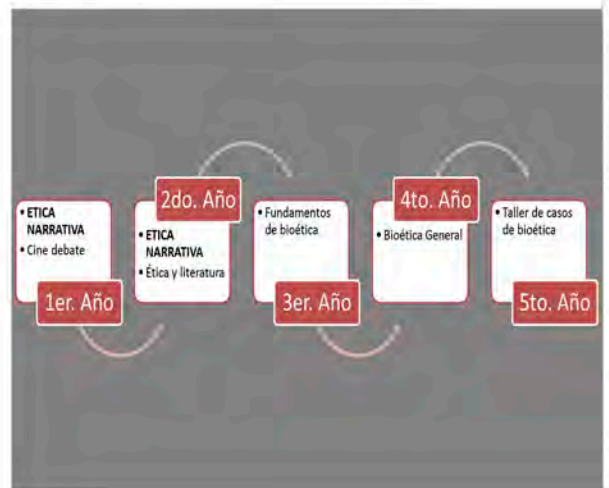 • ETICA
NARRATIVA
• Cine debate
1er. Año
2do. Año
• ETICA
NARRATIVA
• Ética y literatura
• Fundamentos
de bioética
3er. Año
4to. Año
• Bioética General
• Taller de casos
de bioética
5to. Año